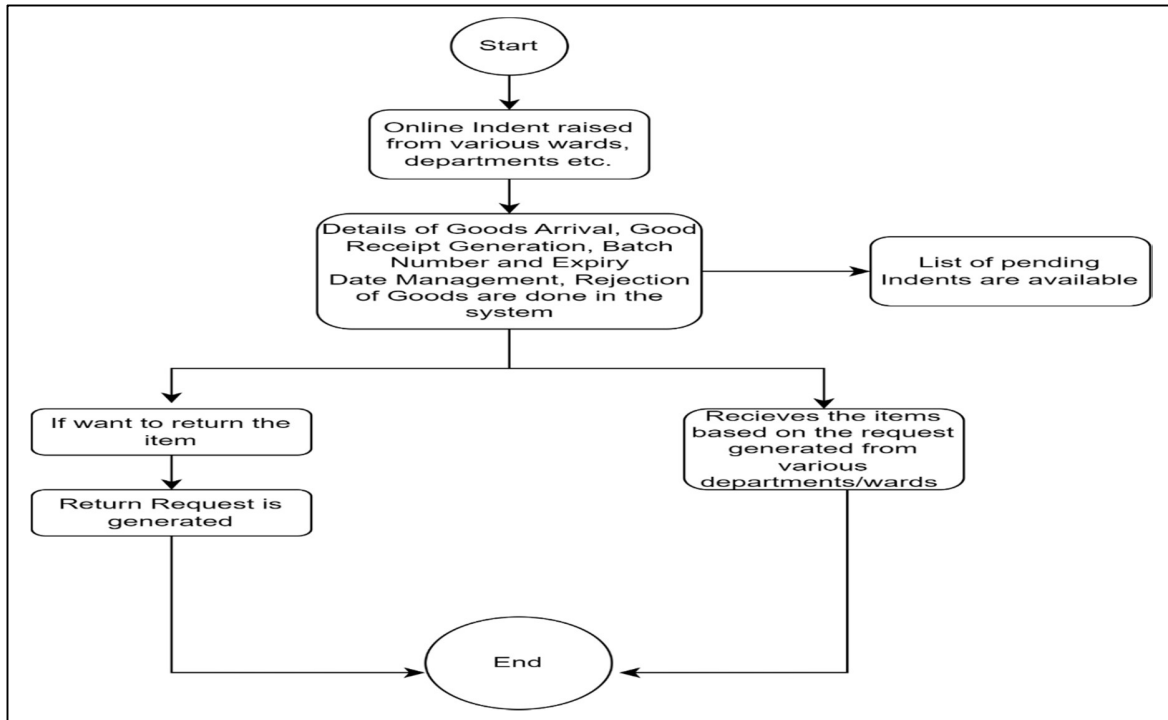 Start
Online Indent raised
from various wards,
departments etc.
Details of Goods Arrival, Good
Receipt Generation, Batch
Number and Expiry
Date Management, Rejection
of Goods are done in the
system
List of pending
Indents are available
If want to return the
item
Return Request is
generated
Recieves the items
based on the request
generated from
various
departments/wards
End